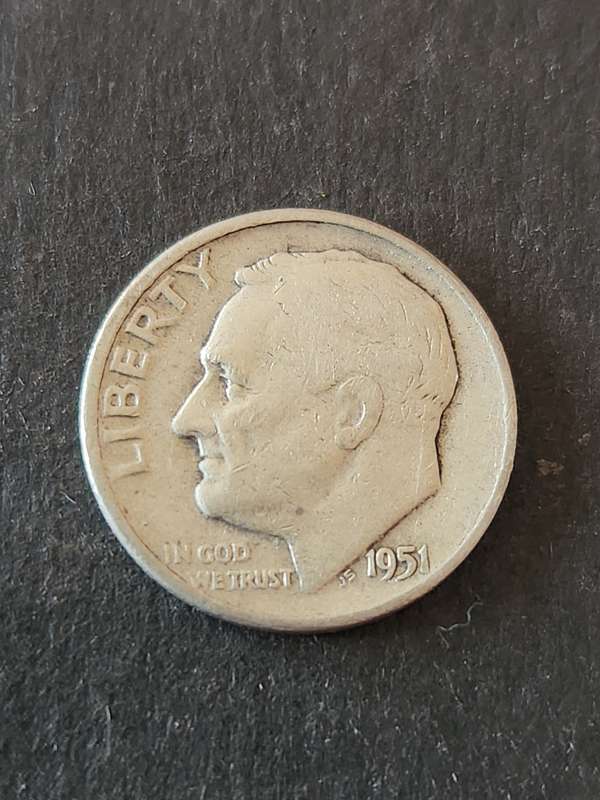 LIBERTY
IN GOD
WE TRUST
JS
1951